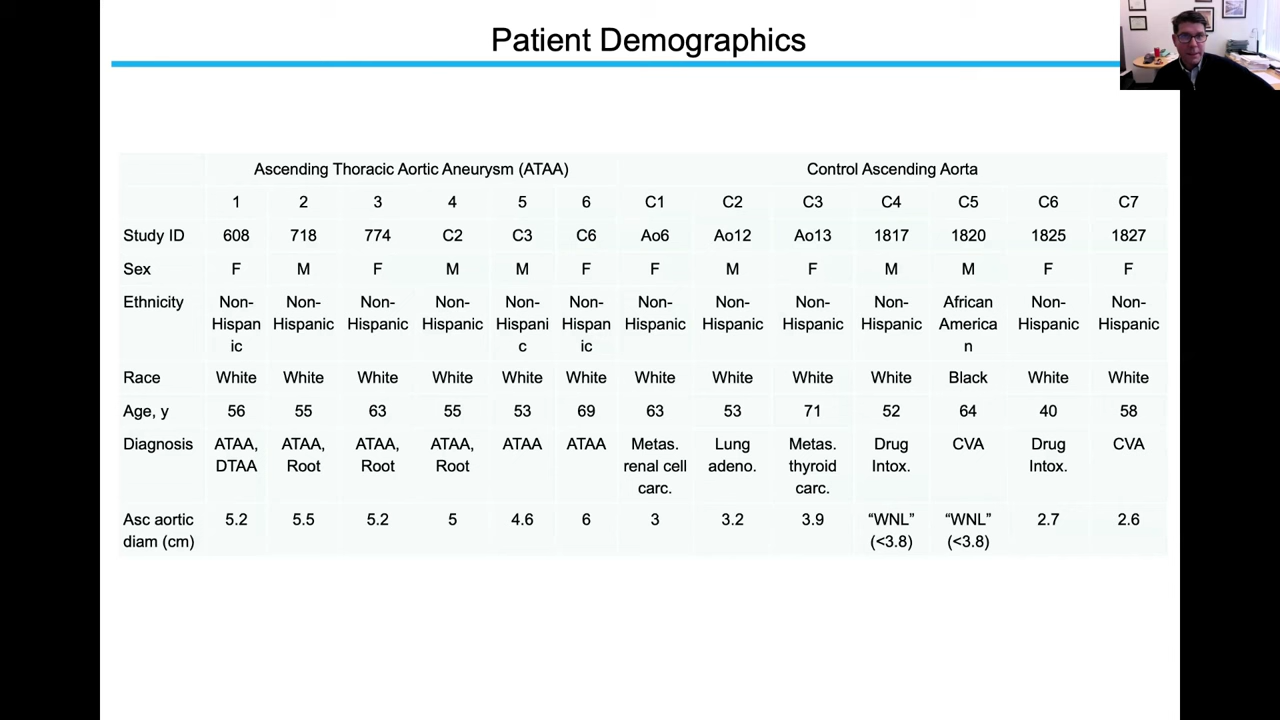 Patient Demographics
Ascending Thoracic Aortic Aneurysm (ATAA) Control Ascending Aorta
1 2 3 4 5 6 C1 C2 C3 C4 C5 C6 C7
Study ID 608 718 774 C2 C3 C6 Ao6 Ao12 Ao13 1817 1820 1825 1827
Sex F M F M M F F M F M M F F
Ethnicity Non- Non- Non- Non- Non- Non- Non- Non- Non- Non- African Non- Non-
Hispan Hispanic Hispanic Hispanic Hispani Hispan Hispanic Hispanic Hispanic Hispanic America Hispanic Hispanic
ic c ic n
Race White White White White White White White White White White Black White White
Age, y 56 55 63 55 53 69 63 53 71 52 64 40 58
Diagnosis ATAA, ATAA, ATAA, ATAA, ATAA ATAA Metas. Lung Metas. Drug CVA Drug CVA
DTAA Root Root Root renal cell adeno. thyroid Intox. Intox.
carc. carc.
Asc aortic 5.2 5.5 5.2 5 4.6 6 3 3.2 3.9 “WNL” “WNL” 2.7 2.6
diam (cm) (<3.8) (<3.8)